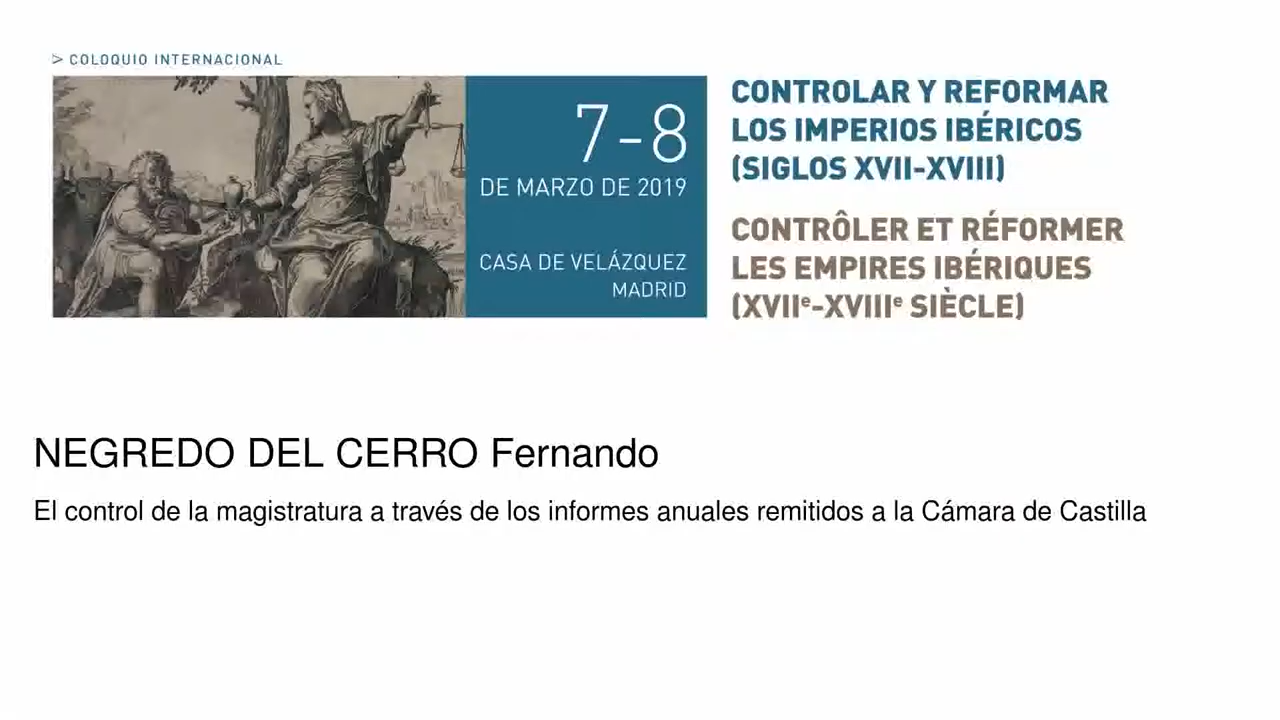 > COLOQUIO INTERNACIONAL
7-8
DE MARZO DE 2019
CASA DE VELÁZQUEZ
MADRID
CONTROLAR Y REFORMAR
LOS IMPERIOS IBÉRICOS
(SIGLOS XVII-XVIII)
CONTRÔLER ET RÉFORMER
LES EMPIRES IBÉRIQUES
(XVIIᵉ-XVIIIᵉ SIÈCLE)
NEGREDO DEL CERRO Fernando
El control de la magistratura a través de los informes anuales remitidos a la Cámara de Castilla